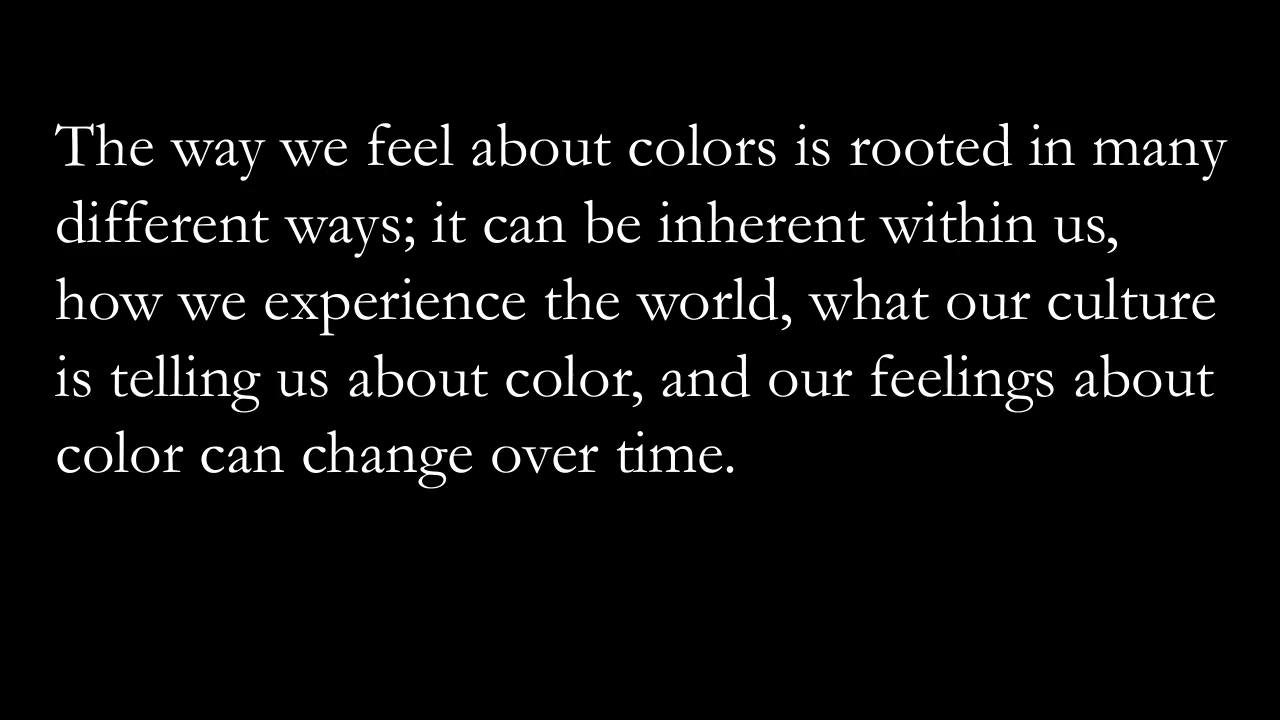 The way we feel about colors is rooted in many
different ways; it can be inherent within us,
how we experience the world, what our culture
is telling us about color, and our feelings about
color can change over time.